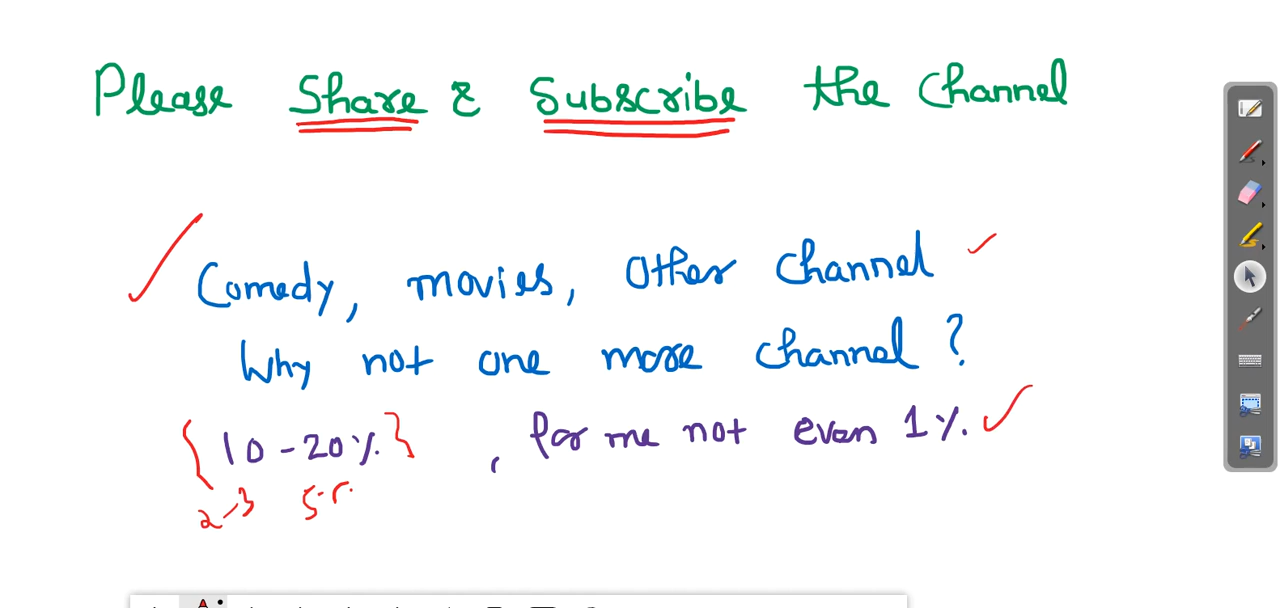 Please Share & Subscribe the Channel
Comedy, movies, Other Channel
Why not one more channel ?
{10-20%} , for me not even 1%.
2-3